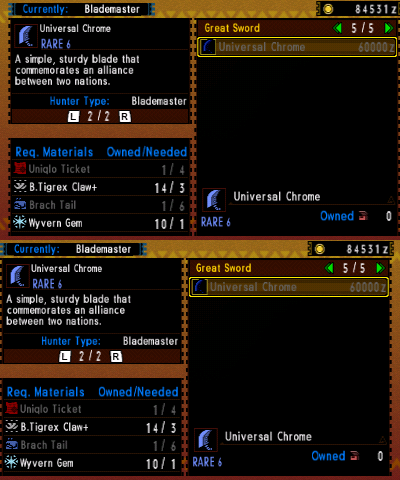 Currently: Blademaster
84531z
Universal Chrome
RARE 6
A simple, sturdy blade that
commemorates an alliance
between two nations.
Hunter Type: Blademaster
L 2/2 R
Great Sword 5/5
Universal Chrome 60000z
Req. Materials Owned/Needed
Uniqlo Ticket 1/4
B.Tigrex Claw+ 14/3
Brach Tail 1/6
Wyvern Gem 10/1
Universal Chrome
RARE 6
Owned 0
Currently: Blademaster
84531z
Universal Chrome
RARE 6
A simple, sturdy blade that
commemorates an alliance
between two nations.
Hunter Type: Blademaster
L 2/2 R
Great Sword 5/5
Universal Chrome 60000z
Req. Materials Owned/Needed
Uniqlo Ticket 1/4
B.Tigrex Claw+ 14/3
Brach Tail 1/6
Wyvern Gem 10/1
Universal Chrome
RARE 6
Owned 0